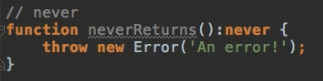 // never
function neverReturns():never {
    throw new Error('An error!');
}